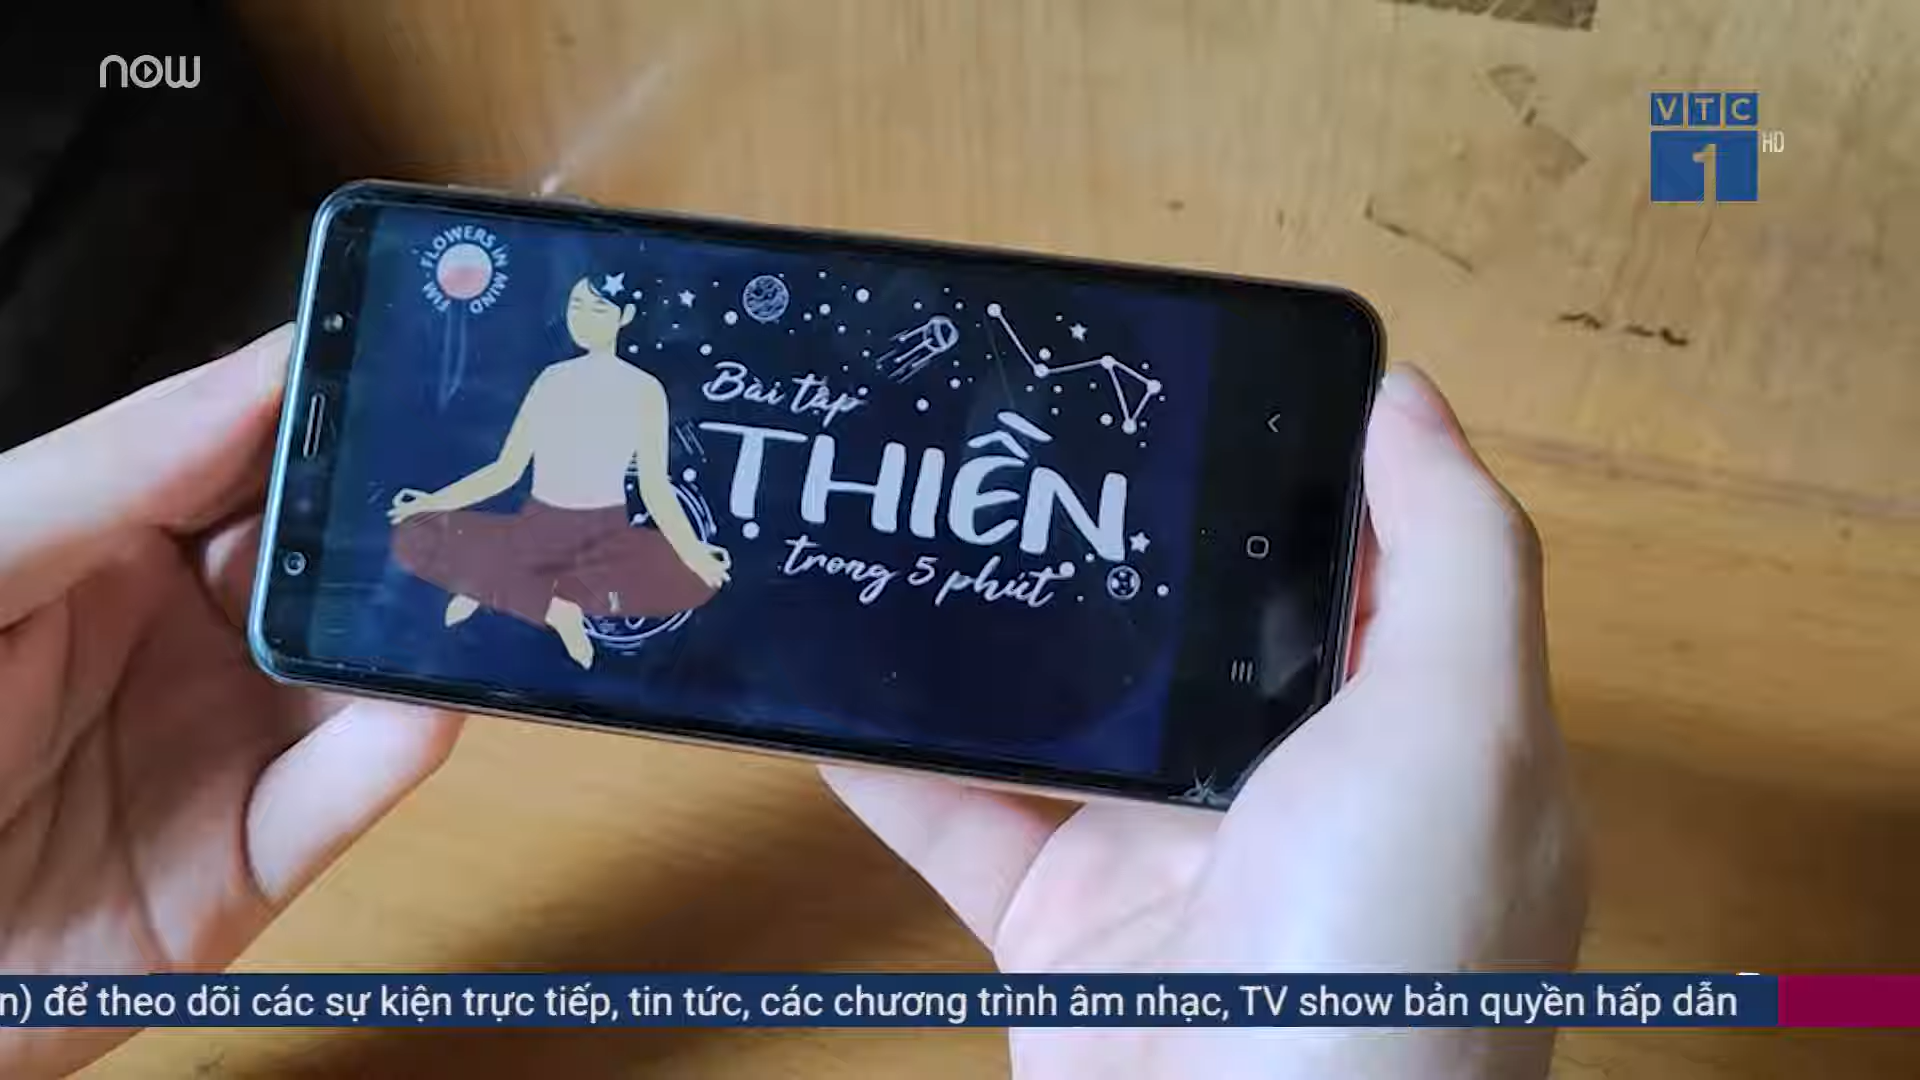 now
VTC
1
HD
FLOWERS IN MIND
FIM
Bài tập
THIỀN
trong 5 phút
n) để theo dõi các sự kiện trực tiếp, tin tức, các chương trình âm nhạc, TV show bản quyền hấp dẫn